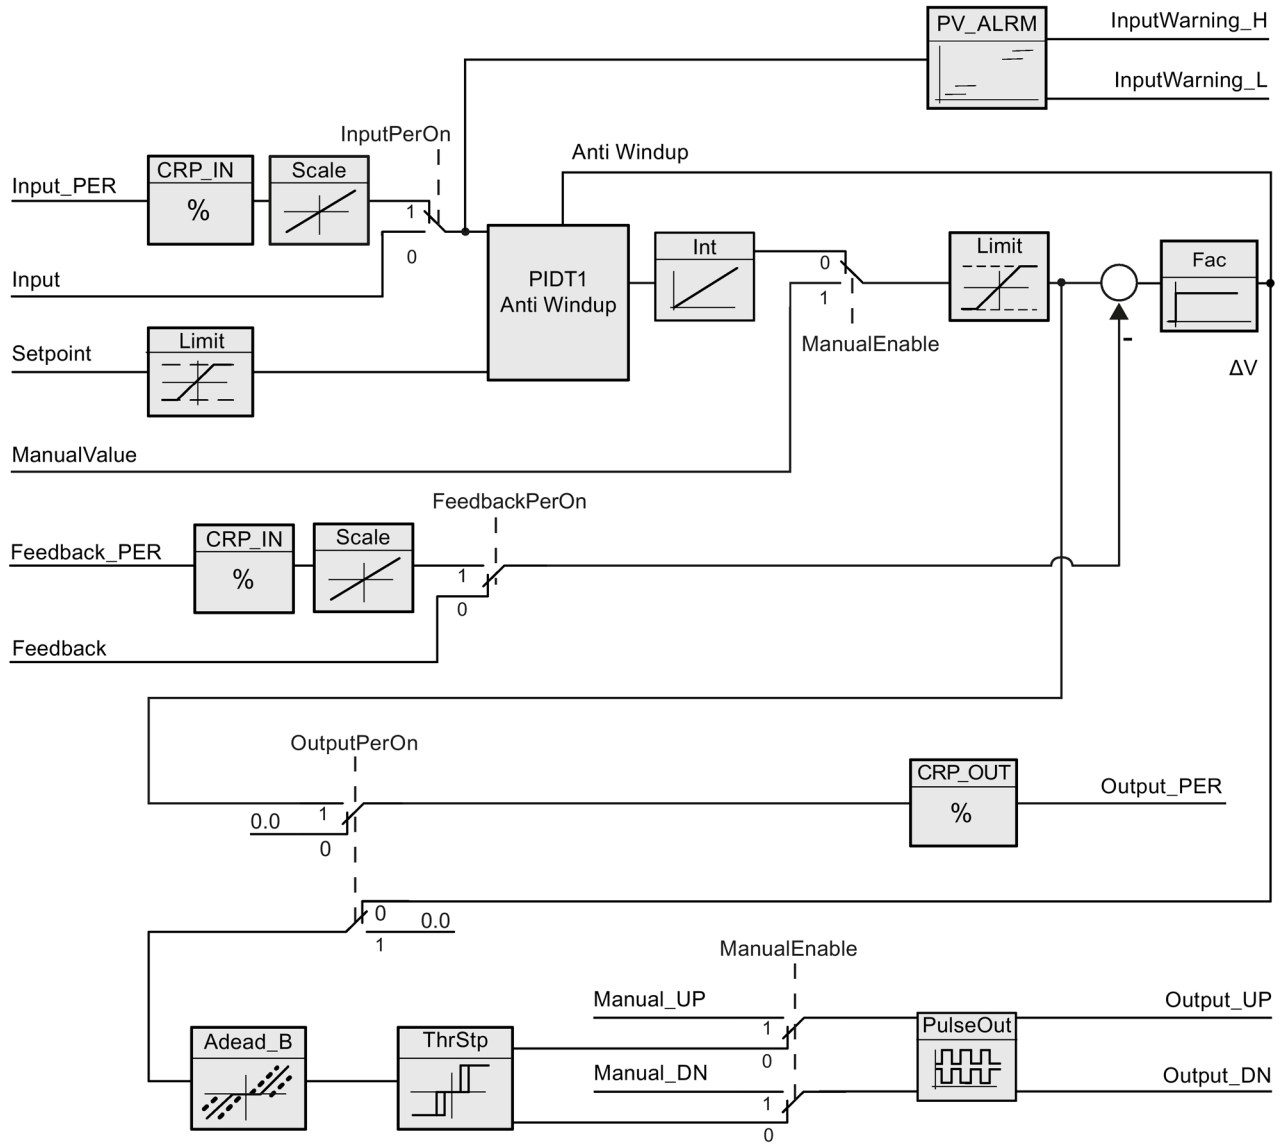 PV_ALRM
InputWarning_H
InputWarning_L
InputPerOn
Anti Windup
Input_PER
CRP_IN
%
Scale
1
0
Input
PIDT1
Anti Windup
Int
0
1
ManualEnable
Limit
Fac
-
ΔV
Setpoint
Limit
ManualValue
FeedbackPerOn
Feedback_PER
CRP_IN
%
Scale
1
0
Feedback
OutputPerOn
0.0
1
0
CRP_OUT
%
Output_PER
0
0.0
1
ManualEnable
Manual_UP
1
0
PulseOut
Output_UP
Adead_B
ThrStp
Manual_DN
1
0
Output_DN